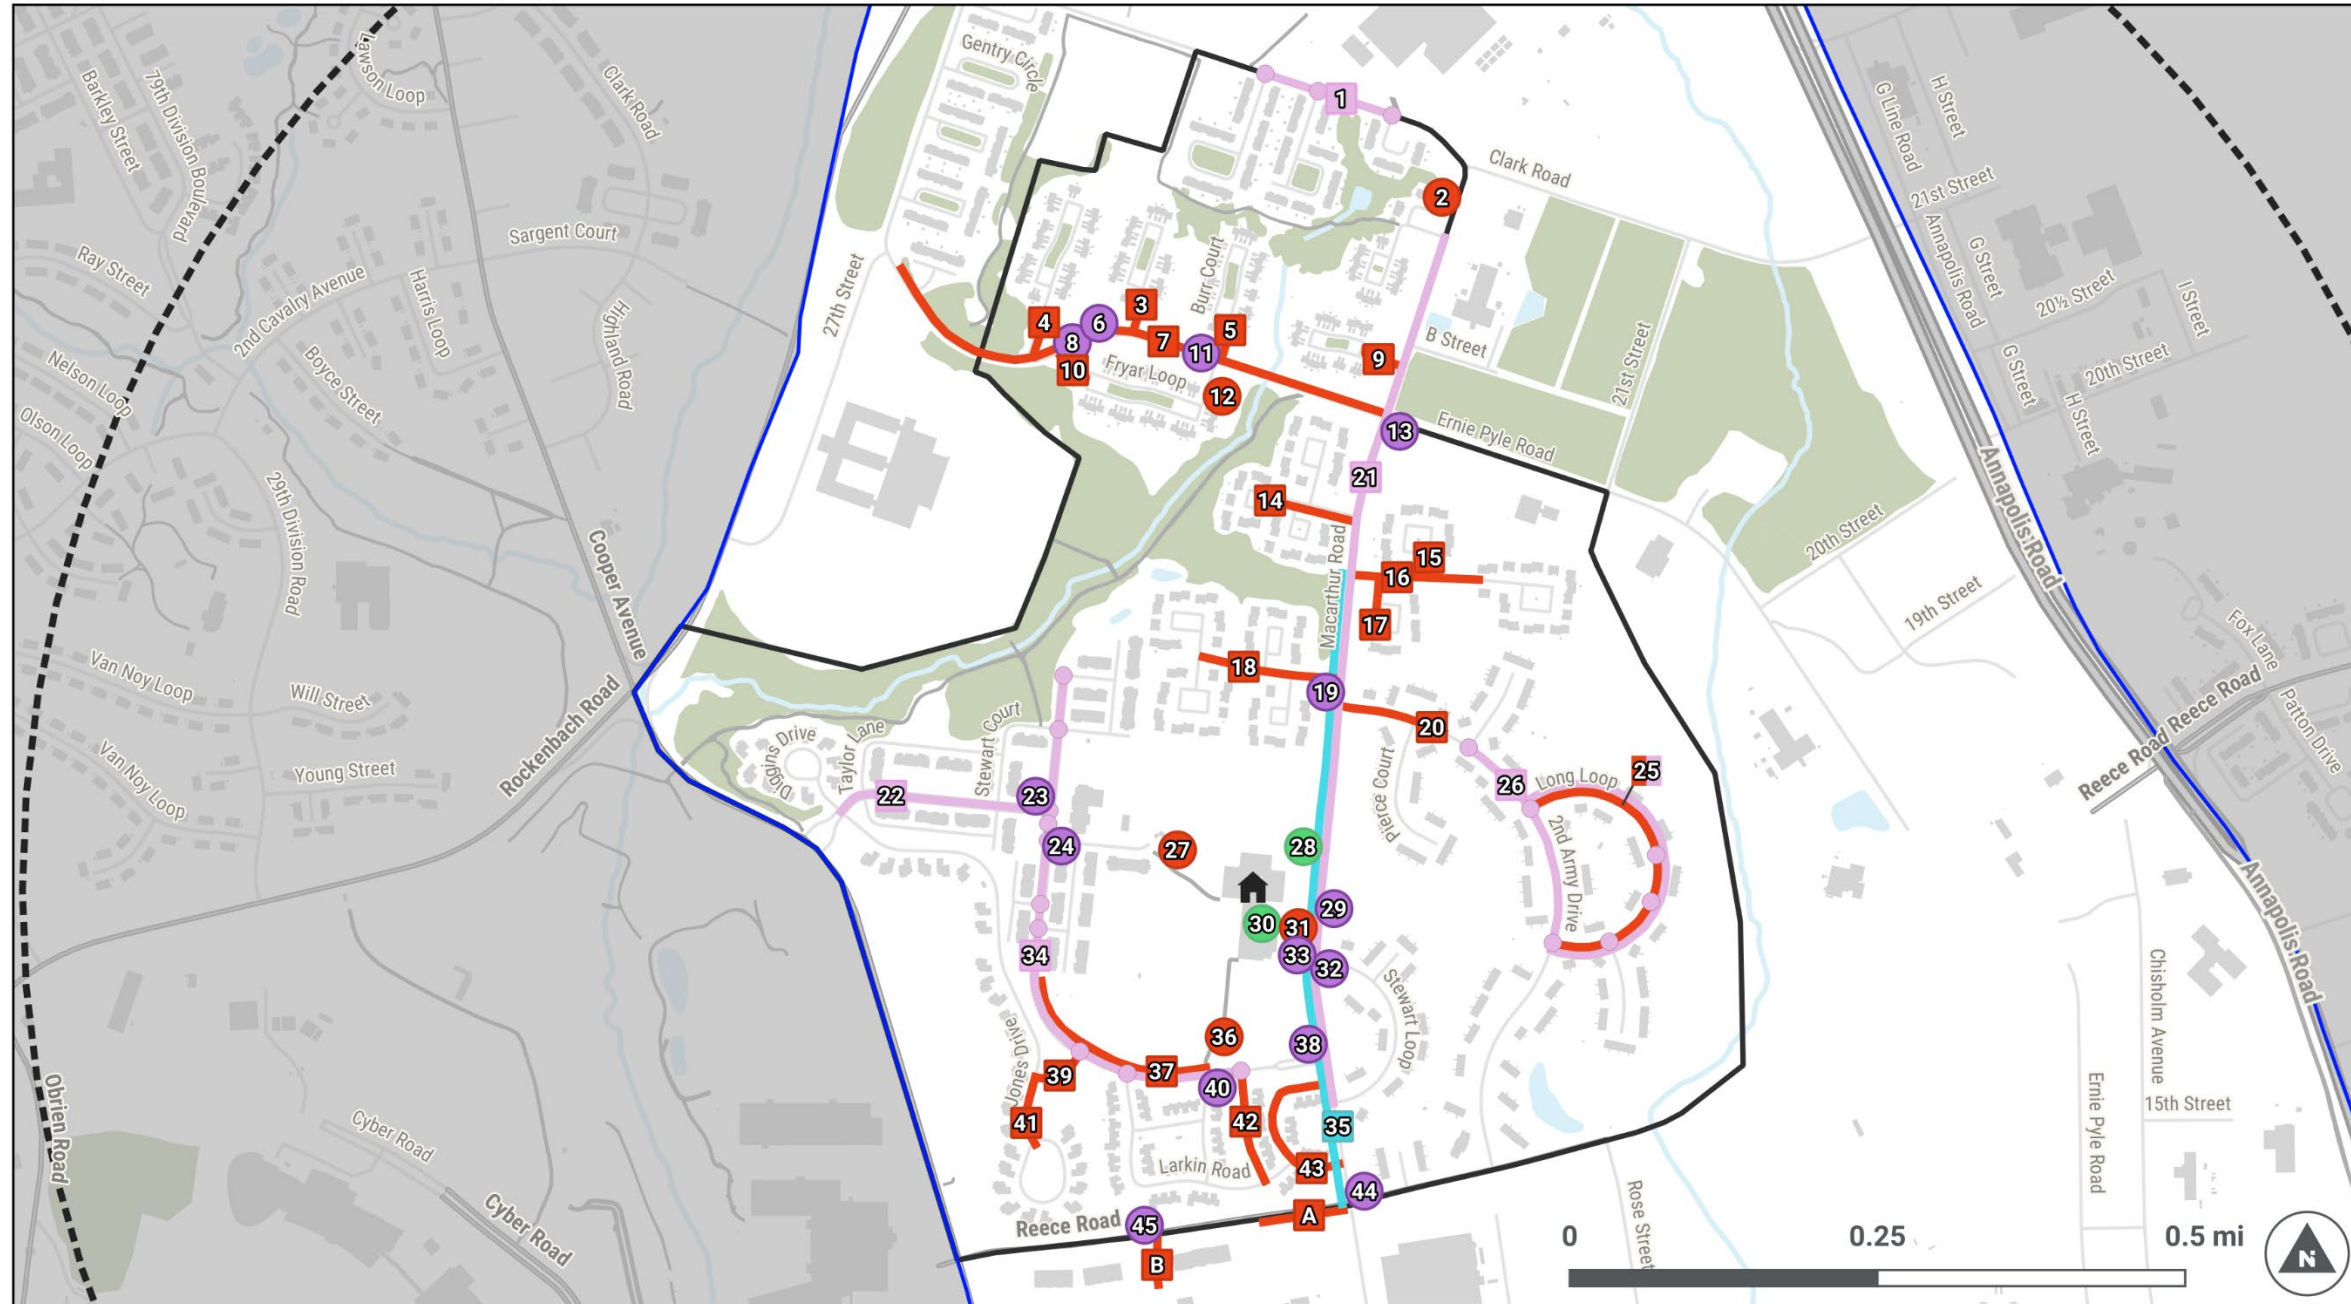 Lawson Loop
Gentry Circle
Barkley Street
79th Division Boulevard
Clark Road
G Line Road
H Street
1
Clark Road
21st Street
2
Annapolis Road
G Street
Sargent Court
Ray Street
2nd Cavalry Avenue
Harris Loop
Highland Road
27th Street
Burr Court
20½ Street
I Street
3
4
6
5
8
7
11
9
B Street
21st Street
10
Fryar Loop
12
G Street
20th Street
H Street
Nelson Loop
Boyce Street
Olson Loop
13
Ernie Pyle Road
Annapolis Road
21
14
29th Division Road
Cooper Avenue
Macarthur Road
15
16
17
20th Street
19th Street
Fox Lane
Van Noy Loop
Will Street
Rockenbach Road
18
19
20
Reece Road
Reece Road
Patton Drive
Van Noy Loop
Young Street
Diggins Drive
Taylor Lane
Stewart Court
22
23
24
Pierce Court
26
Long Loop
25
2nd Army Drive
27
28
29
30
31
33
32
34
Stewart Loop
Annapolis Road
Chisholm Avenue
Obrien Road
Jones Drive
36
38
37
39
40
41
42
35
Ernie Pyle Road
15th Street
Cyber Road
Cyber Road
Larkin Road
43
44
A
Reece Road
45
B
Rose Street
0
0.25
0.5 mi
N